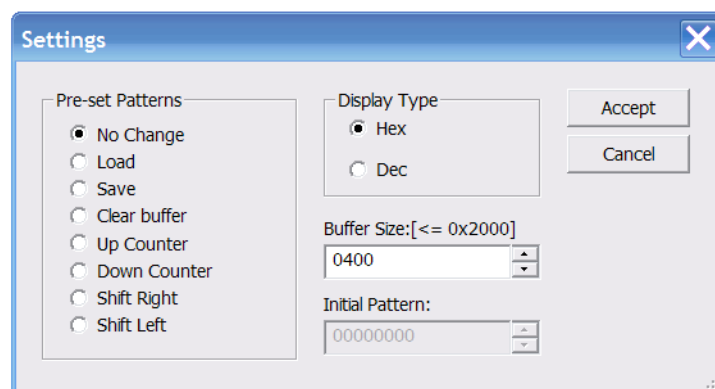 Settings
Pre-set Patterns
No Change
Load
Save
Clear buffer
Up Counter
Down Counter
Shift Right
Shift Left
Display Type
Hex
Dec
Buffer Size:[<= 0x2000]
0400
Initial Pattern:
00000000
Accept
Cancel